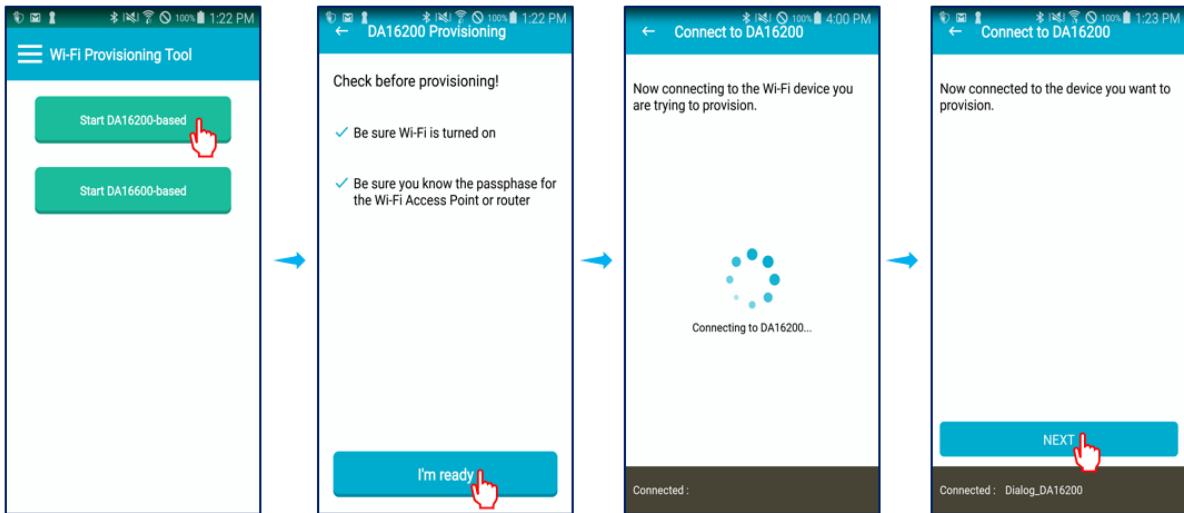 100% 1:22 PM
Wi-Fi Provisioning Tool
Start DA16200-based
Start DA16600-based
100% 1:22 PM
DA16200 Provisioning
Check before provisioning!
Be sure Wi-Fi is turned on
Be sure you know the passphase for
the Wi-Fi Access Point or router
I'm ready
100% 4:00 PM
Connect to DA16200
Now connecting to the Wi-Fi device you
are trying to provision.
Connecting to DA16200...
Connected :
100% 1:23 PM
Connect to DA16200
Now connected to the device you want to
provision.
NEXT
Connected : Dialog_DA16200